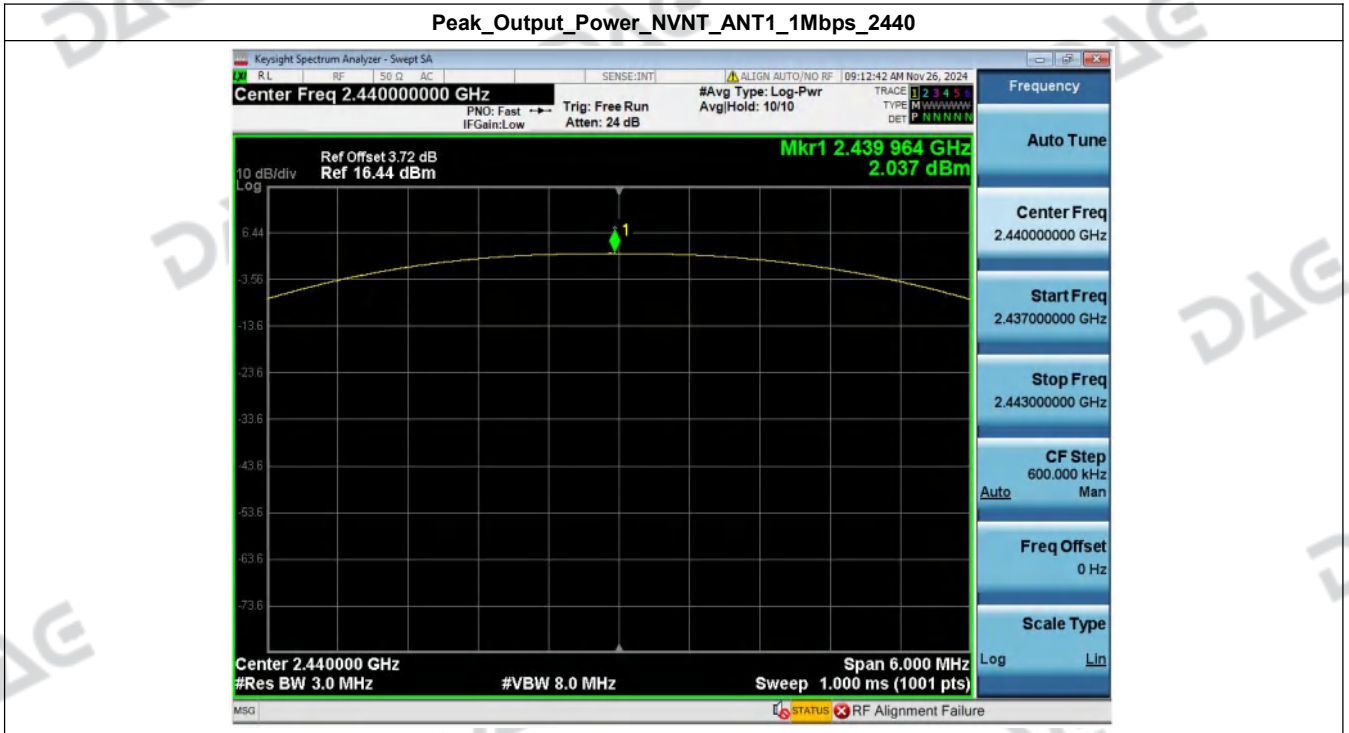 Peak_Output_Power_NVNT_ANT1_1Mbps_2440
Keysight Spectrum Analyzer - Swept SA
RL RF 50 Ω AC SENSE:INT ALIGN AUTO/NO RF 09:12:42 AM Nov 26, 2024
Center Freq 2.440000000 GHz
PNO: Fast
IFGain:Low
Trig: Free Run
Atten: 24 dB
#Avg Type: Log-Pwr
Avg|Hold: 10/10
TRACE 1 2 3 4 5 6
TYPE M WWWWW
DET P N N N N N
Ref Offset 3.72 dB
10 dB/div Ref 16.44 dBm
Log
Mkr1 2.439 964 GHz
2.037 dBm
1
6.44
-3.56
-13.6
-23.6
-33.6
-43.6
-53.6
-63.6
-73.6
Center 2.440000 GHz
Span 6.000 MHz
#Res BW 3.0 MHz
#VBW 8.0 MHz
Sweep 1.000 ms (1001 pts)
MSG
STATUS
RF Alignment Failure
Frequency
Auto Tune
Center Freq
2.440000000 GHz
Start Freq
2.437000000 GHz
Stop Freq
2.443000000 GHz
CF Step
600.000 kHz
Auto Man
Freq Offset
0 Hz
Scale Type
Log Lin
DAG
DAG